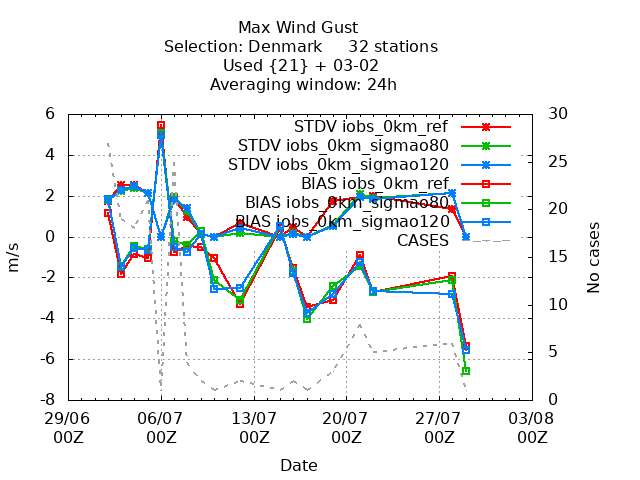 Max Wind Gust
Selection: Denmark 32 stations
Used {21} + 03-02
Averaging window: 24h
6 30
STDV iobs_0km_ref
STDV iobs_0km_sigmao80
4 25
STDV iobs_0km_sigmao120
BIAS iobs_0km_ref
2 20
BIAS iobs_0km_sigmao80
BIAS iobs_0km_sigmao120
0
CASES
15
m/s
No cases
-2
-4 10
-6 5
-8 0
29/06 06/07 13/07 20/07 27/07 03/08
00Z 00Z 00Z 00Z 00Z 00Z
Date